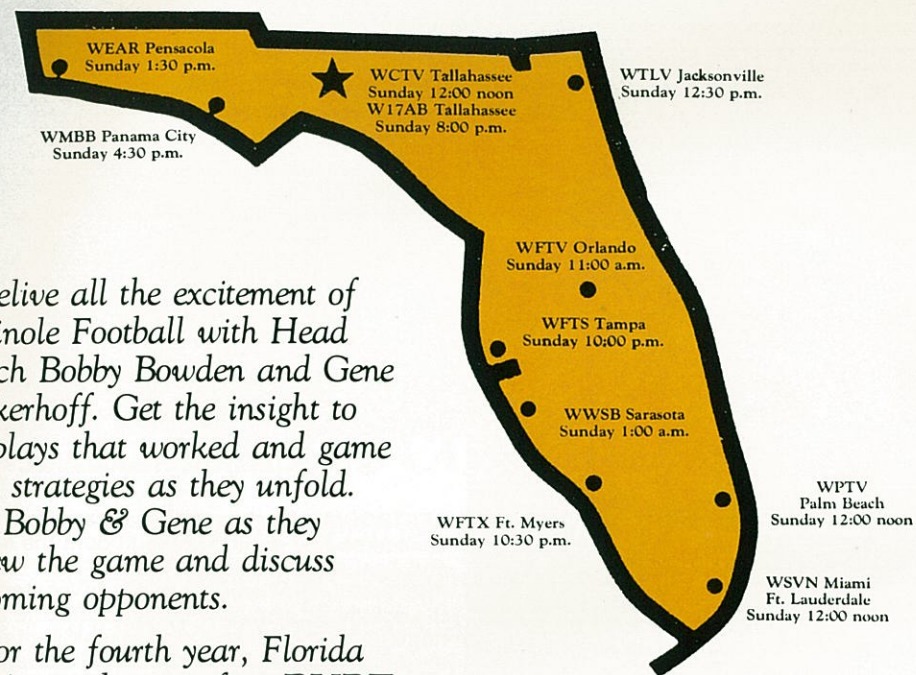 WEAR Pensacola
Sunday 1:30 p.m.
WCTV Tallahassee
Sunday 12:00 noon
W17AB Tallahassee
Sunday 8:00 p.m.
WTLV Jacksonville
Sunday 12:30 p.m.
WMBB Panama City
Sunday 4:30 p.m.
WFTV Orlando
Sunday 11:00 a.m.
WFTS Tampa
Sunday 10:00 p.m.
WWSB Sarasota
Sunday 1:00 a.m.
WFTX Ft. Myers
Sunday 10:30 p.m.
WPTV
Palm Beach
Sunday 12:00 noon
WSVN Miami
Ft. Lauderdale
Sunday 12:00 noon
elive all the excitement of
inole Football with Head
ch Bobby Bowden and Gene
kerhoff. Get the insight to
plays that worked and game
strategies as they unfold.
Bobby & Gene as they
ew the game and discuss
oming opponents.
or the fourth year, Florida